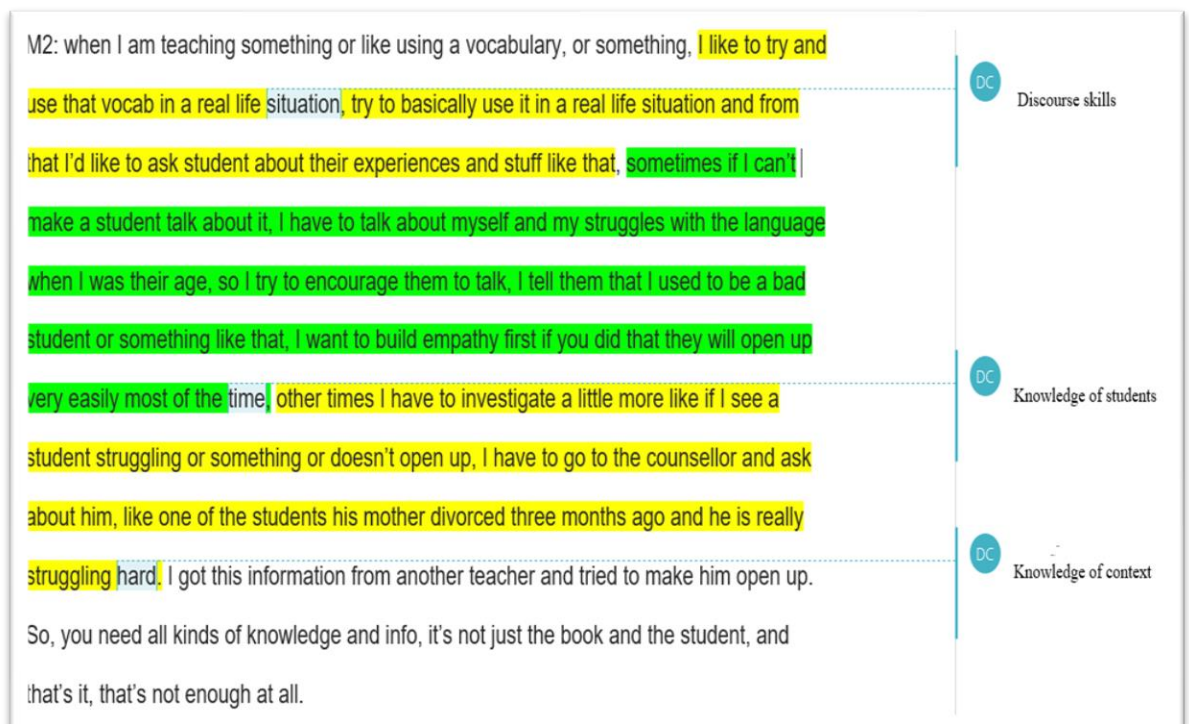 M2: when I am teaching something or like using a vocabulary, or something, I like to try and
use that vocab in a real life situation, try to basically use it in a real life situation and from
that I'd like to ask student about their experiences and stuff like that, sometimes if I can't
make a student talk about it, I have to talk about myself and my struggles with the language
when I was their age, so I try to encourage them to talk, I tell them that I used to be a bad
student or something like that, I want to build empathy first if you did that they will open up
very easily most of the time, other times I have to investigate a little more like if I see a
student struggling or something or doesn't open up, I have to go to the counsellor and ask
about him, like one of the students his mother divorced three months ago and he is really
struggling hard. I got this information from another teacher and tried to make him open up.
So, you need all kinds of knowledge and info, it's not just the book and the student, and
that's it, that's not enough at all.
DC
Discourse skills
DC
Knowledge of students
DC
Knowledge of context